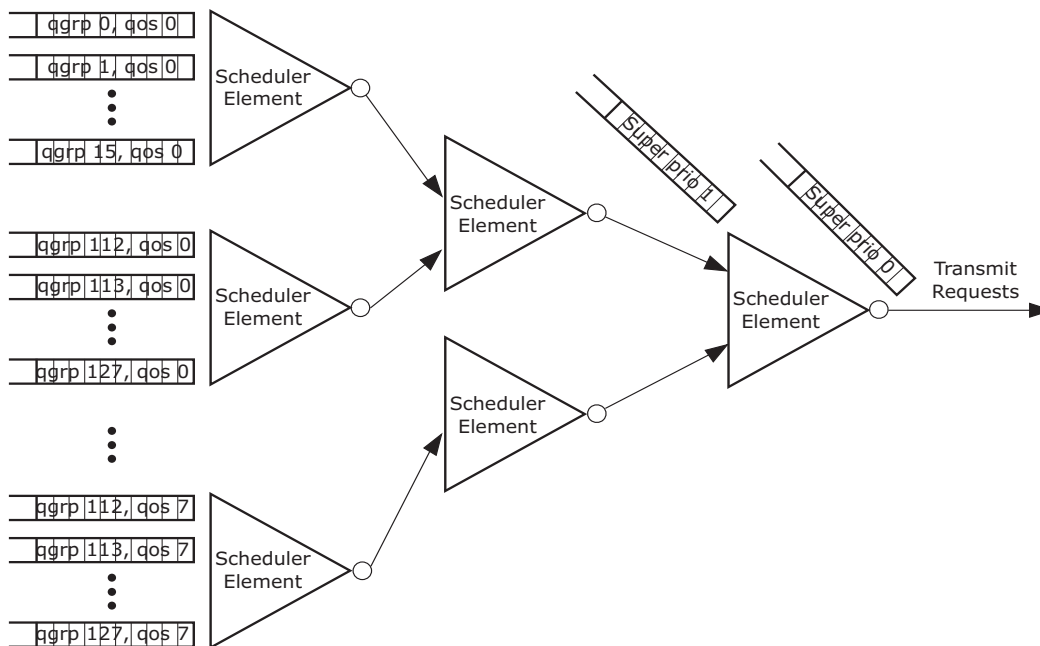 qgrp 0, qos 0
qgrp 1, qos 0
qgrp 15, qos 0
Scheduler
Element
qgrp 112, qos 0
qgrp 113, qos 0
qgrp 127, qos 0
Scheduler
Element
qgrp 112, qos 7
qgrp 113, qos 7
qgrp 127, qos 7
Scheduler
Element
Scheduler
Element
Scheduler
Element
Super prio 1
Super prio 0
Scheduler
Element
Transmit
Requests